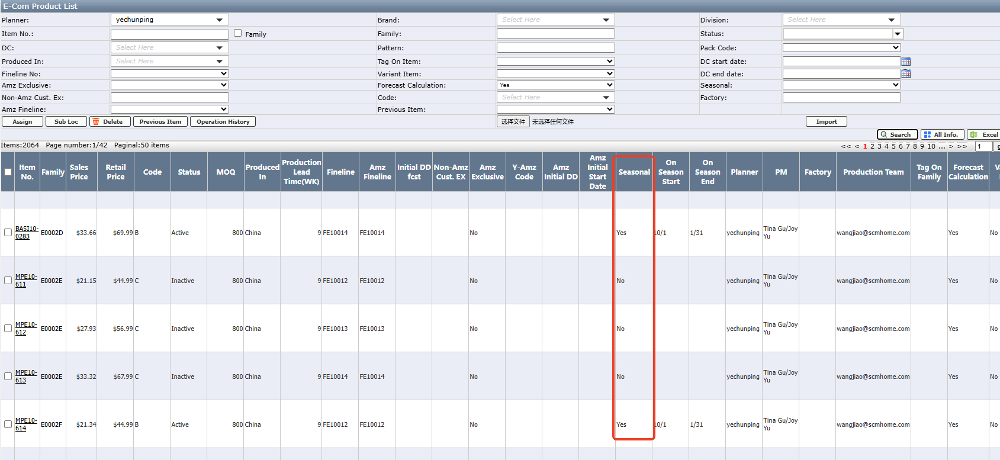 E-Com Product List
Planner: yechunping Brand: Select Here Division: Select Here
Item No.: Family Family: Status:
DC: Select Here Pattern: Pack Code:
Produced In: Select Here Tag On Item: DC start date:
Fineline No: Variant Item: DC end date:
Amz Exclusive: Forecast Calculation: Yes Seasonal:
Non-Amz Cust. Ex: Code: Select Here Factory:
Amz Fineline: Previous Item:
Assign Sub Loc Delete Previous Item Operation History 选择文件 未选择任何文件 Import
Search All Info. Excel
Items:2064 Page number:1/42 Paginal:50 items << < 1 2 3 4 5 6 7 8 9 10 ... > >> 1
Item No. Family Sales Price Retail Price Code Status MOQ Produced In Production Lead Time(WK) Fineline Amz Fineline Initial DD fcst Non-Amz Cust. EX Amz Exclusive Y-Amz Code Amz Initial DD Amz Initial Start Date Seasonal On Season Start On Season End Planner PM Factory Production Team Tag On Family Forecast Calculation
BASI10-0283 E0002D $33.66 $69.99 B Active 800 China 9 FE10014 FE10014 No Yes 10/1 1/31 yechunping Tina Gu/Joy Yu wangjiao@scmhome.com Yes No
MPE10-611 E0002E $21.15 $44.99 C Inactive 800 China 9 FE10012 FE10012 No No yechunping Tina Gu/Joy Yu wangjiao@scmhome.com Yes No
MPE10-612 E0002E $27.93 $56.99 C Inactive 800 China 9 FE10013 FE10013 No No yechunping Tina Gu/Joy Yu wangjiao@scmhome.com Yes No
MPE10-613 E0002E $33.32 $67.99 C Inactive 800 China 9 FE10014 FE10014 No No yechunping Tina Gu/Joy Yu wangjiao@scmhome.com Yes No
MPE10-614 E0002F $21.34 $44.99 B Active 800 China 9 FE10012 FE10012 No Yes 10/1 1/31 yechunping Tina Gu/Joy Yu wangjiao@scmhome.com Yes No